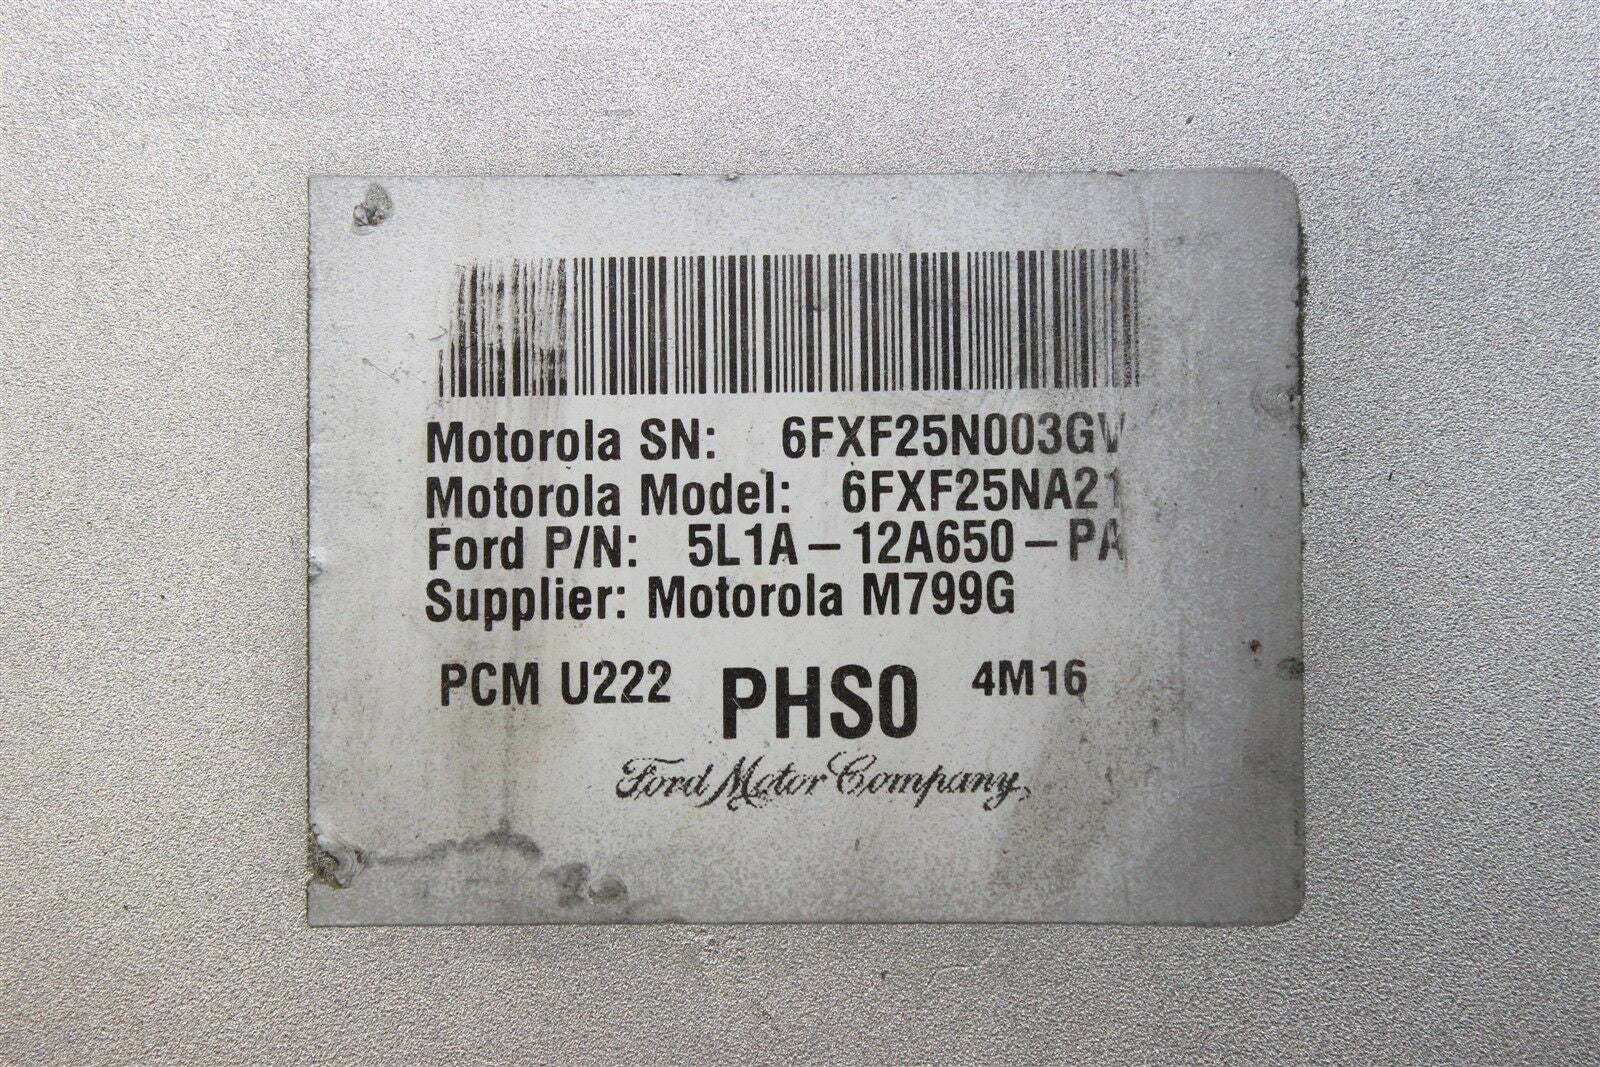 Motorola SN: 6FXF25N003GV
Motorola Model: 6FXF25NA21
Ford P/N: 5L1A-12A650-PA
Supplier: Motorola M799G
PCM U222 PHS0 4M16
Ford Motor Company,